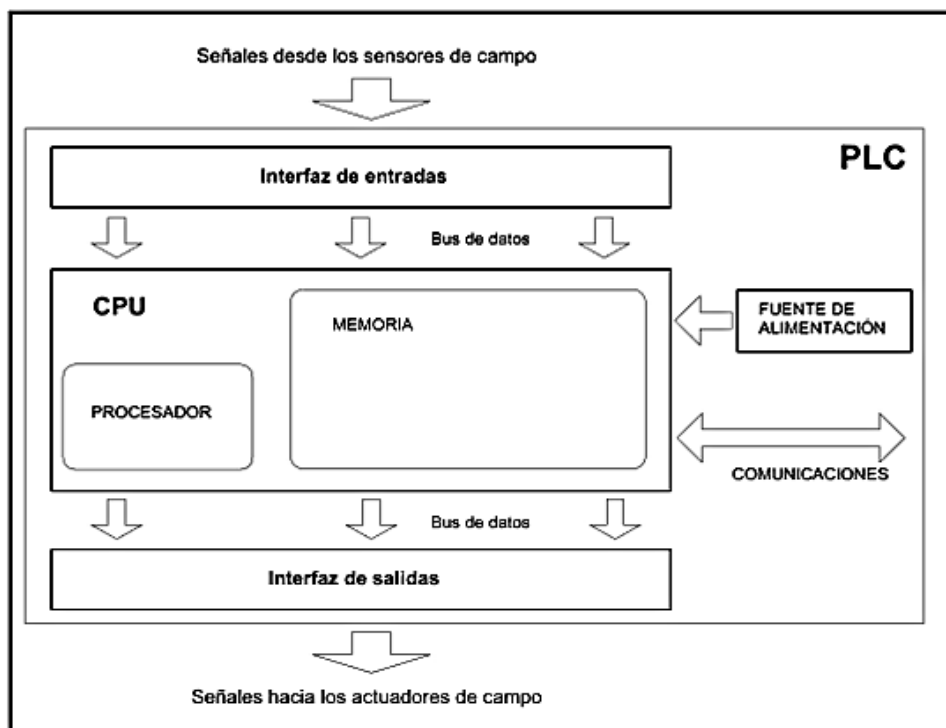 Señales desde los sensores de campo
PLC
Interfaz de entradas
Bus de datos
CPU
MEMORIA
FUENTE DE
ALIMENTACIÓN
PROCESADOR
COMUNICACIONES
Bus de datos
Interfaz de salidas
Señales hacia los actuadores de campo